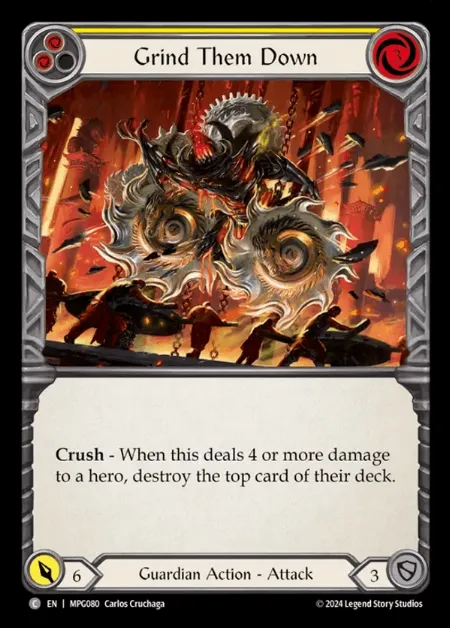 Grind Them Down
3
Crush - When this deals 4 or more damage
to a hero, destroy the top card of their deck.
6
Guardian Action - Attack
3
C EN | MPG080 Carlos Cruchaga
© 2024 Legend Story Studios